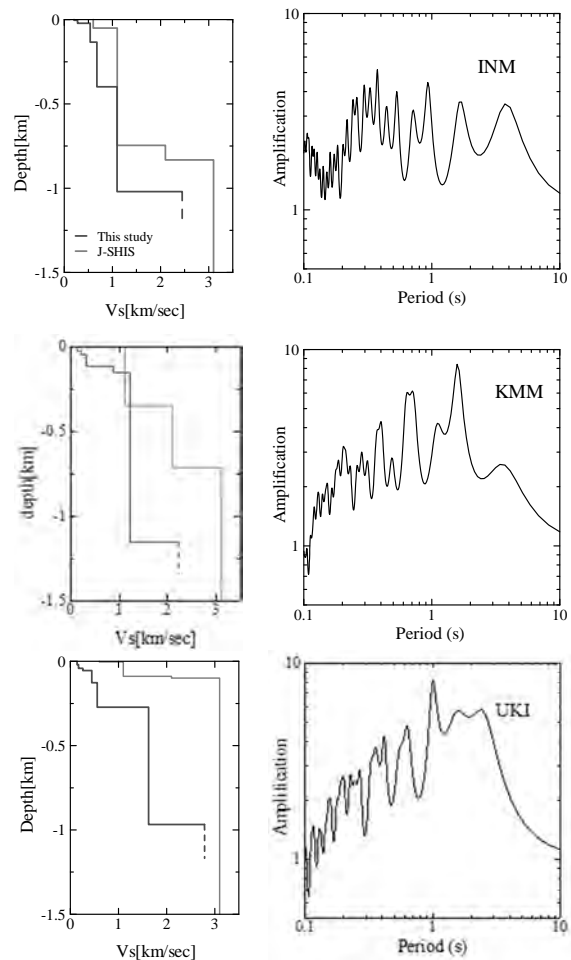 0
-0.5
-1
-1.5
Depth[km]
0 1 2 3
Vs[km/sec]
This study
J-SHIS
10
1
Amplification
INM
0.1 1 10
Period (s)
0
-0.5
-1
-1.5
depth[km]
0 1 2 3
Vs[km/sec]
10
1
Amplification
KMM
0.1 1 10
Period (s)
0
-0.5
-1
-1.5
Depth[km]
0 1 2 3
Vs[km/sec]
10
1
Amplification
UKI
0.1 1 10
Period (s)